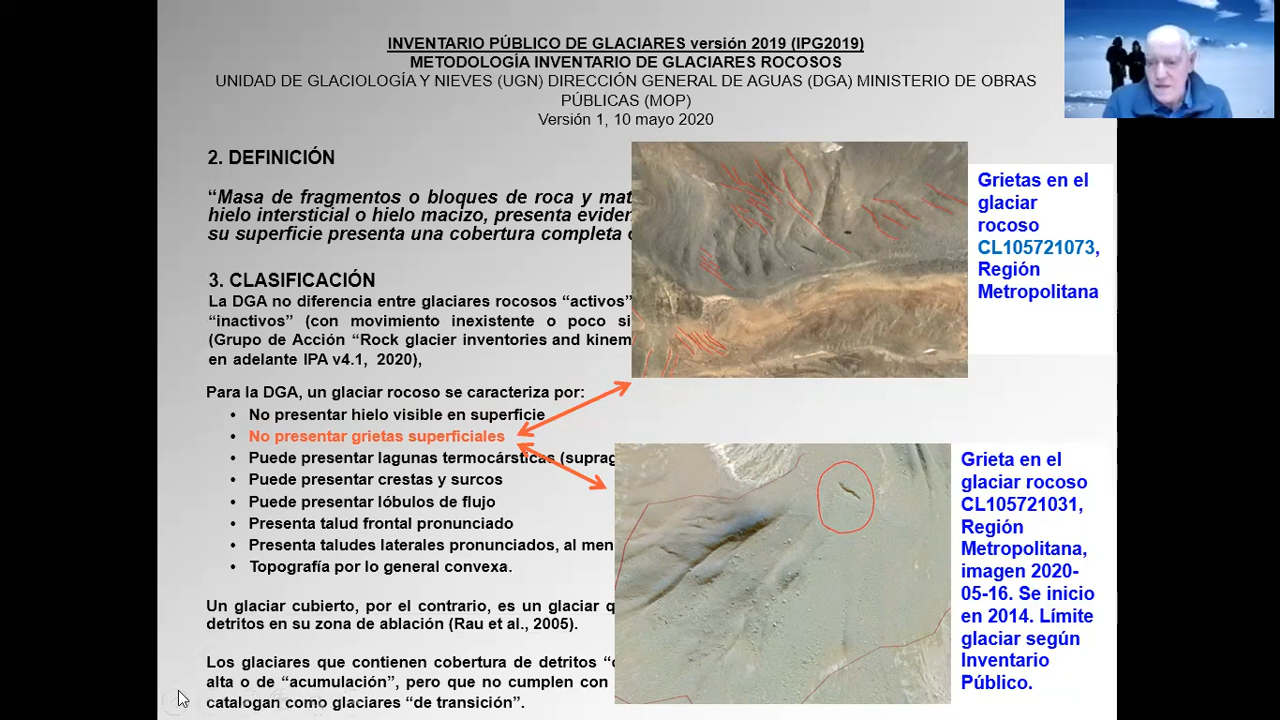 INVENTARIO PÚBLICO DE GLACIARES versión 2019 (IPG2019)
METODOLOGÍA INVENTARIO DE GLACIARES ROCOSOS
UNIDAD DE GLACIOLOGÍA Y NIEVES (UGN) DIRECCIÓN GENERAL DE AGUAS (DGA) MINISTERIO DE OBRAS
PÚBLICAS (MOP)
Versión 1, 10 mayo 2020
2. DEFINICIÓN
“Masa de fragmentos o bloques de roca y mat
hielo intersticial o hielo macizo, presenta eviden
su superficie presenta una cobertura completa
3. CLASIFICACIÓN
La DGA no diferencia entre glaciares rocosos “activos”
“inactivos” (con movimiento inexistente o poco si
(Grupo de Acción “Rock glacier inventories and kinem
en adelante IPA v4.1, 2020),
Para la DGA, un glaciar rocoso se caracteriza por:
• No presentar hielo visible en superficie
• No presentar grietas superficiales
• Puede presentar lagunas termocársticas (suprag
• Puede presentar crestas y surcos
• Puede presentar lóbulos de flujo
• Presenta talud frontal pronunciado
• Presenta taludes laterales pronunciados, al men
• Topografía por lo general convexa.
Un glaciar cubierto, por el contrario, es un glaciar q
detritos en su zona de ablación (Rau et al., 2005).
Los glaciares que contienen cobertura de detritos “
alta o de “acumulación”, pero que no cumplen con
catalogan como glaciares “de transición”.
Grietas en el
glaciar
rocoso
CL105721073,
Región
Metropolitana
Grieta en el
glaciar rocoso
CL105721031,
Región
Metropolitana,
imagen 2020-
05-16. Se inicio
en 2014. Límite
glaciar según
Inventario
Público.